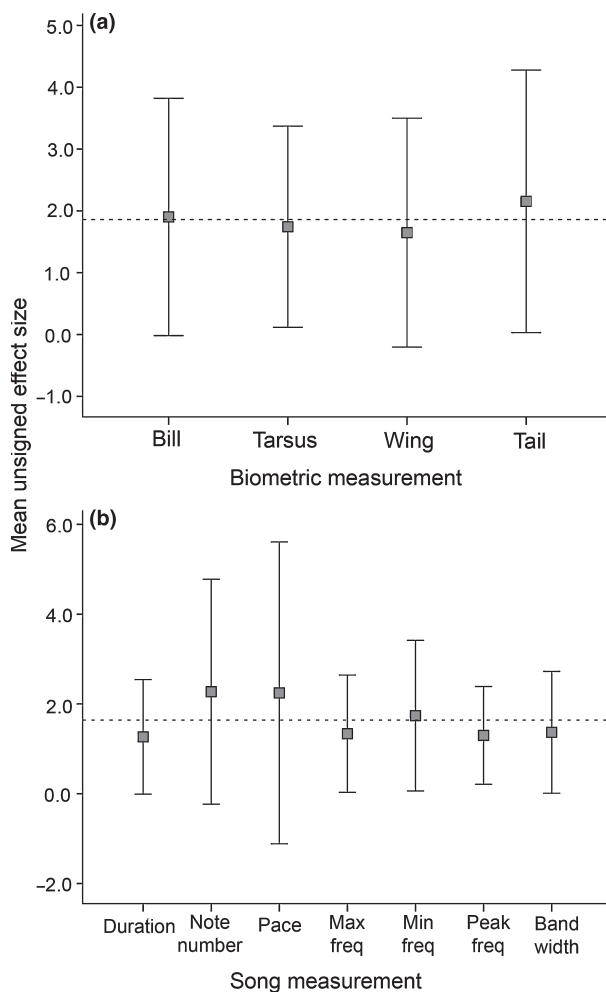 (a)
5.0
4.0
3.0
2.0
1.0
0.0
–1.0
Bill Tarsus Wing Tail
Biometric measurement
Mean unsigned effect size
(b)
6.0
4.0
2.0
0.0
–2.0
Duration Note Pace Max Min Peak Band
number freq freq freq width
Song measurement